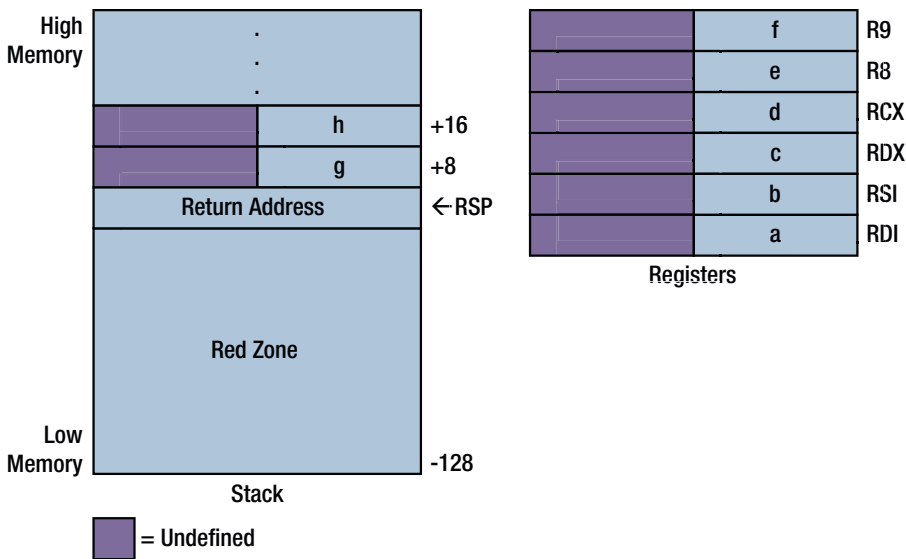 High
Memory
.
.
.
h
+16
g
+8
Return Address
←RSP
Red Zone
Low
Memory
-128
Stack
= Undefined
f
R9
e
R8
d
RCX
c
RDX
b
RSI
a
RDI
Registers